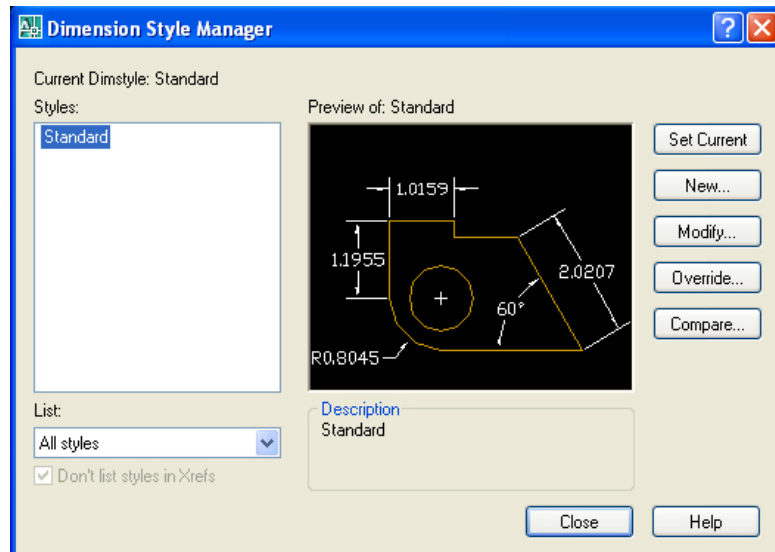 Dimension Style Manager
Current Dimstyle: Standard
Styles:
Standard
Preview of: Standard
1.0159
1.1955
2.0207
60°
R0.8045
Set Current
New...
Modify...
Override...
Compare...
List:
All styles
Don't list styles in Xrefs
Description
Standard
Close
Help